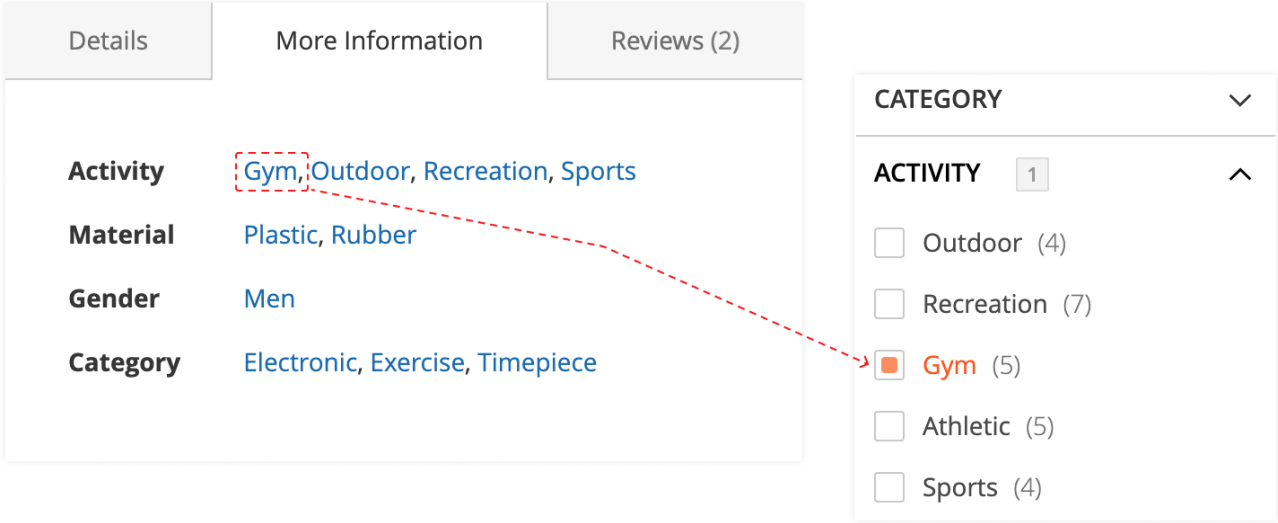 Details More Information Reviews (2)
Activity Gym, Outdoor, Recreation, Sports
Material Plastic, Rubber
Gender Men
Category Electronic, Exercise, Timepiece
CATEGORY
ACTIVITY 1
Outdoor (4)
Recreation (7)
Gym (5)
Athletic (5)
Sports (4)